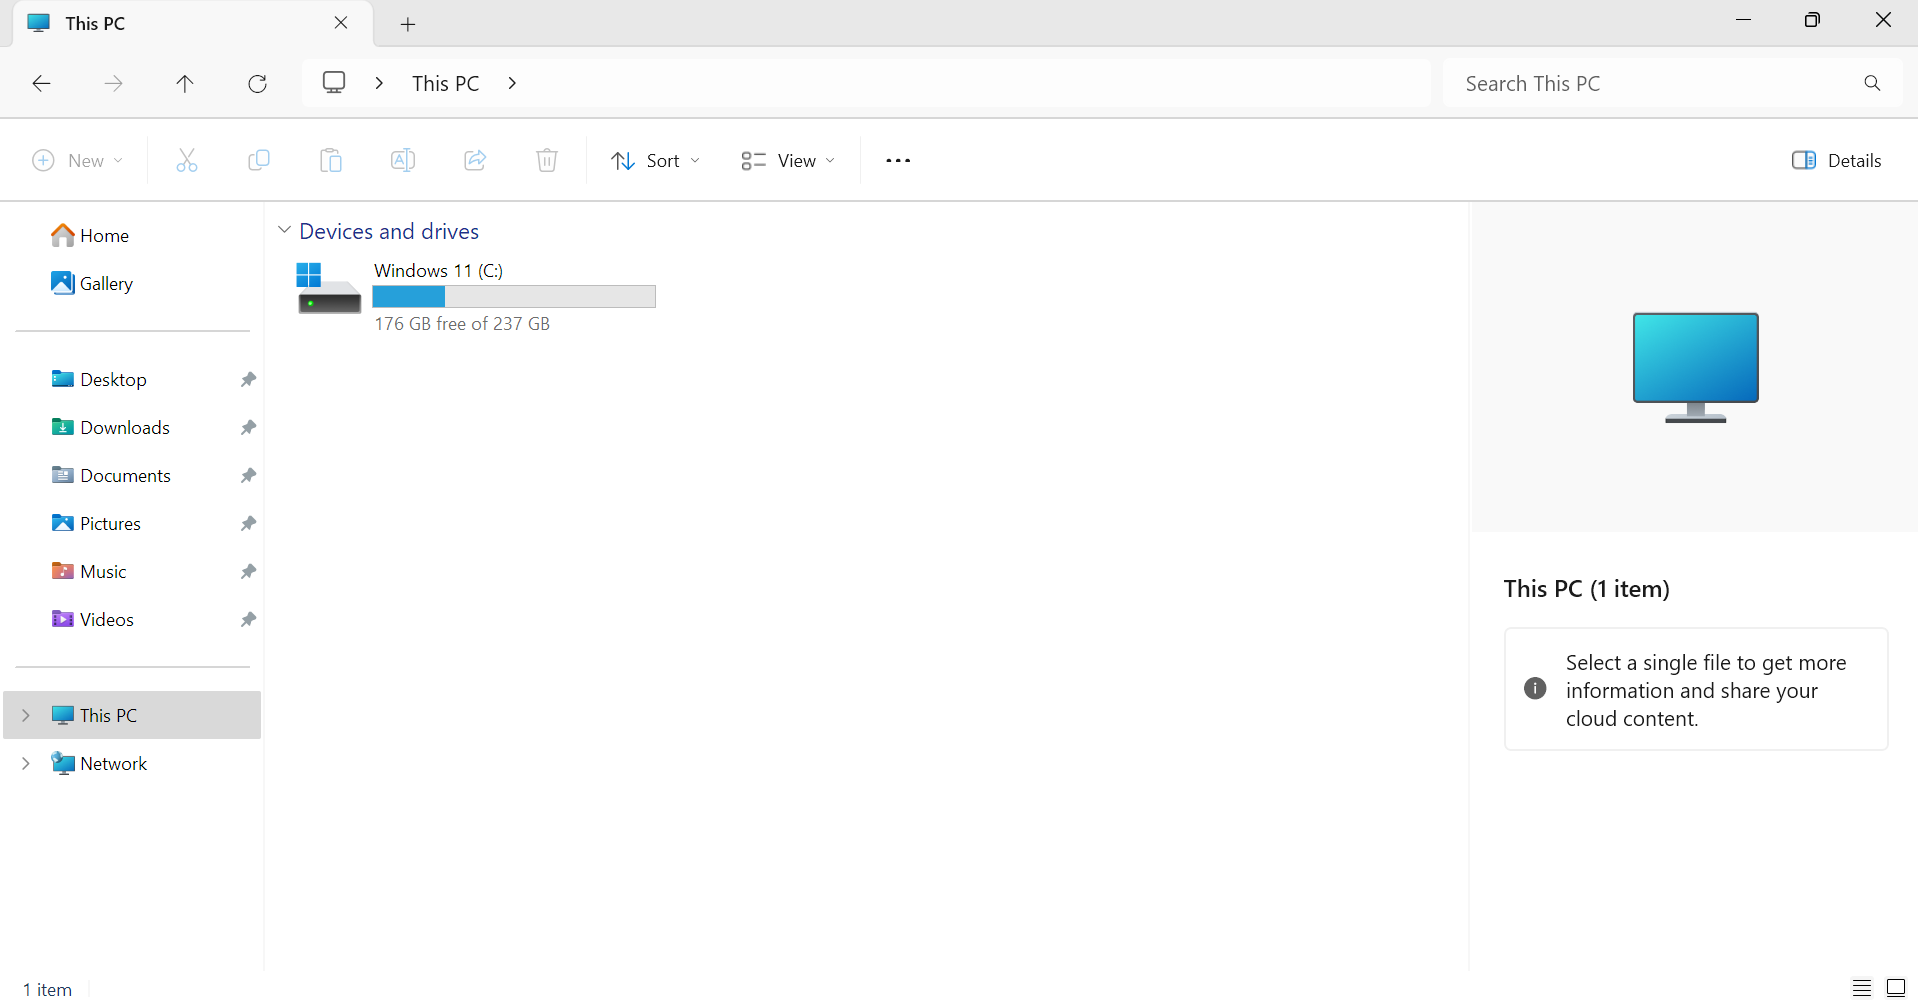 This PC
This PC
Search This PC
New
Sort
View
Details
Home
Gallery
Desktop
Downloads
Documents
Pictures
Music
Videos
This PC
Network
Devices and drives
Windows 11 (C:)
176 GB free of 237 GB
This PC (1 item)
Select a single file to get more
information and share your
cloud content.
1 item